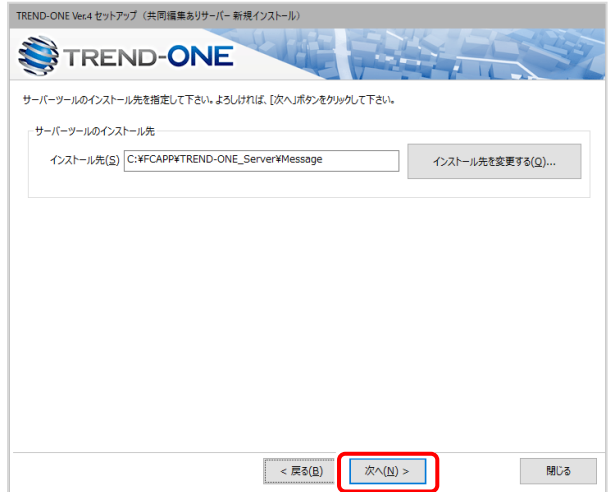 TREND-ONE Ver.4 セットアップ（共同編集ありサーバー 新規インストール）
TREND-ONE
サーバーツールのインストール先を指定して下さい。よろしければ、[次へ]ボタンをクリックして下さい。
サーバーツールのインストール先
インストール先(S) C:¥FCAPP¥TREND-ONE_Server¥Message インストール先を変更する(Q)...
< 戻る(B) 次へ(N) > 閉じる